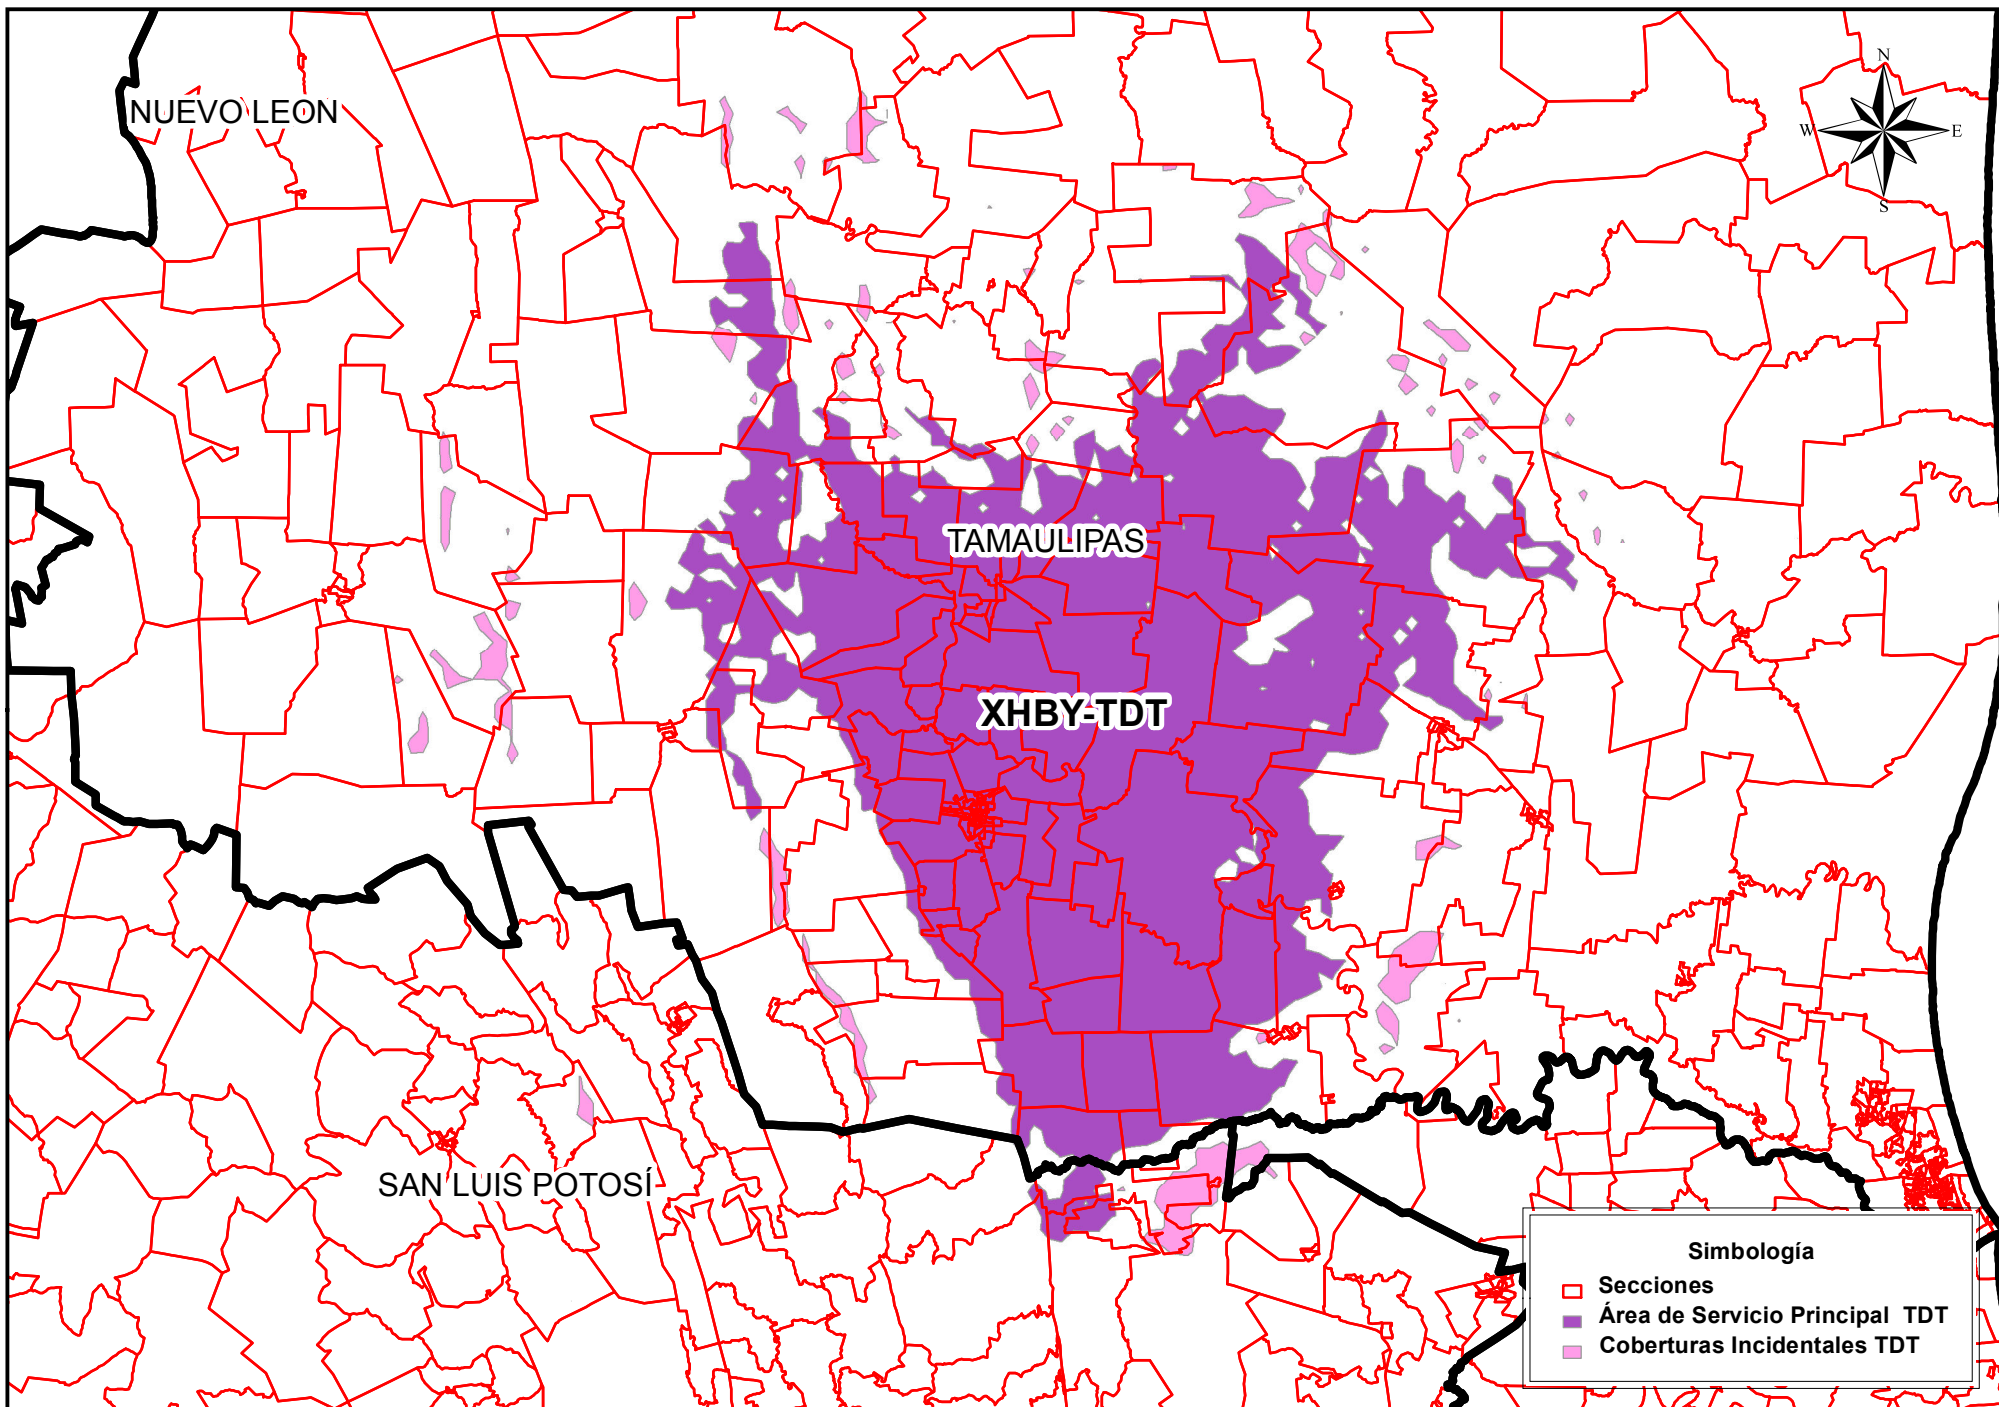 NUEVO LEON
N
W
E
S
TAMAULIPAS
XHBY-TDT
SAN LUIS POTOSÍ
Simbología
Secciones
Área de Servicio Principal TDT
Coberturas Incidentales TDT